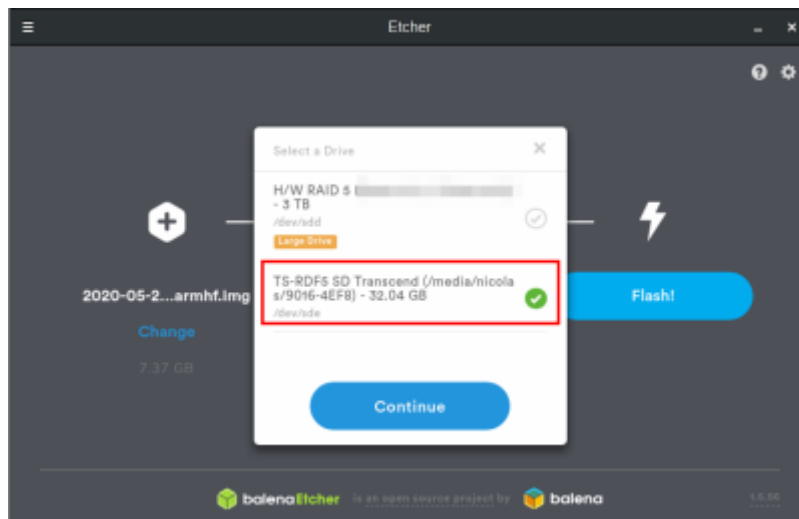 Etcher
Select a Drive
H/W RAID 5
- 3 TB
/dev/sdd
Large Drive
TS-RDF5 SD Transcend (/media/nicola
s/9016-4EF8) - 32.04 GB
/dev/sde
2020-05-2...armhf.img
Change
7.37 GB
Flash!
Continue
balenaEtcher is an open source project by balena